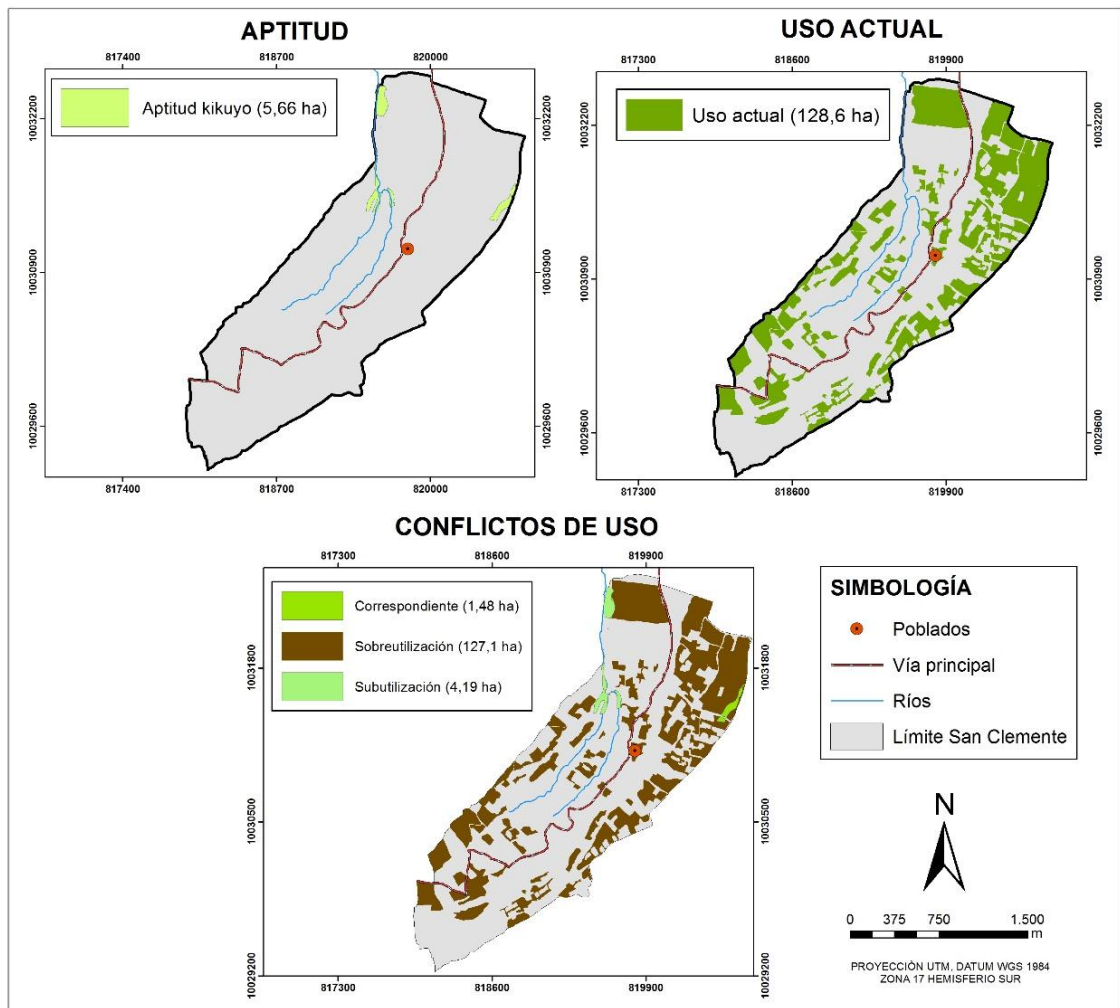 APTITUD
817400 818700 820000
Aptitud kikuyo (5,66 ha)
10032200 10032200
10030900 10030900
10029600 10029600
817400 818700 820000
USO ACTUAL
817300 818600 819900
Uso actual (128,6 ha)
10032200 10032200
10030900 10030900
10029600 10029600
817300 818600 819900
CONFLICTOS DE USO
817300 818600 819900
Correspondiente (1,48 ha)
Sobreutilización (127,1 ha)
Subutilización (4,19 ha)
10031800 10031800
10030500 10030500
10029200 10029200
817300 818600 819900
SIMBOLOGÍA
Poblados
Vía principal
Ríos
Límite San Clemente
N
0 375 750 1.500
m
PROYECCIÓN UTM, DATUM WGS 1984
ZONA 17 HEMISFERIO SUR